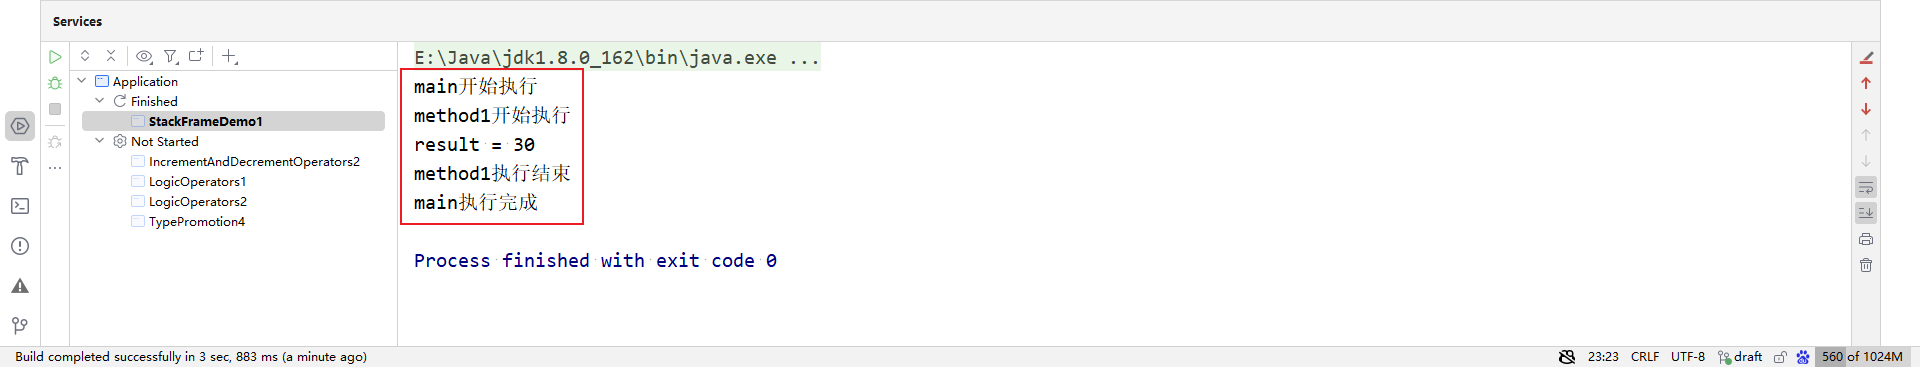 Services
E:\Java\jdk1.8.0_162\bin\java.exe ...
Application
Finished
StackFrameDemo1
Not Started
IncrementAndDecrementOperators2
LogicOperators1
LogicOperators2
TypePromotion4
main开始执行
method1开始执行
result = 30
method1执行结束
main执行完成
Process finished with exit code 0
Build completed successfully in 3 sec, 883 ms (a minute ago)
23:23 CRLF UTF-8 draft 560 of 1024M